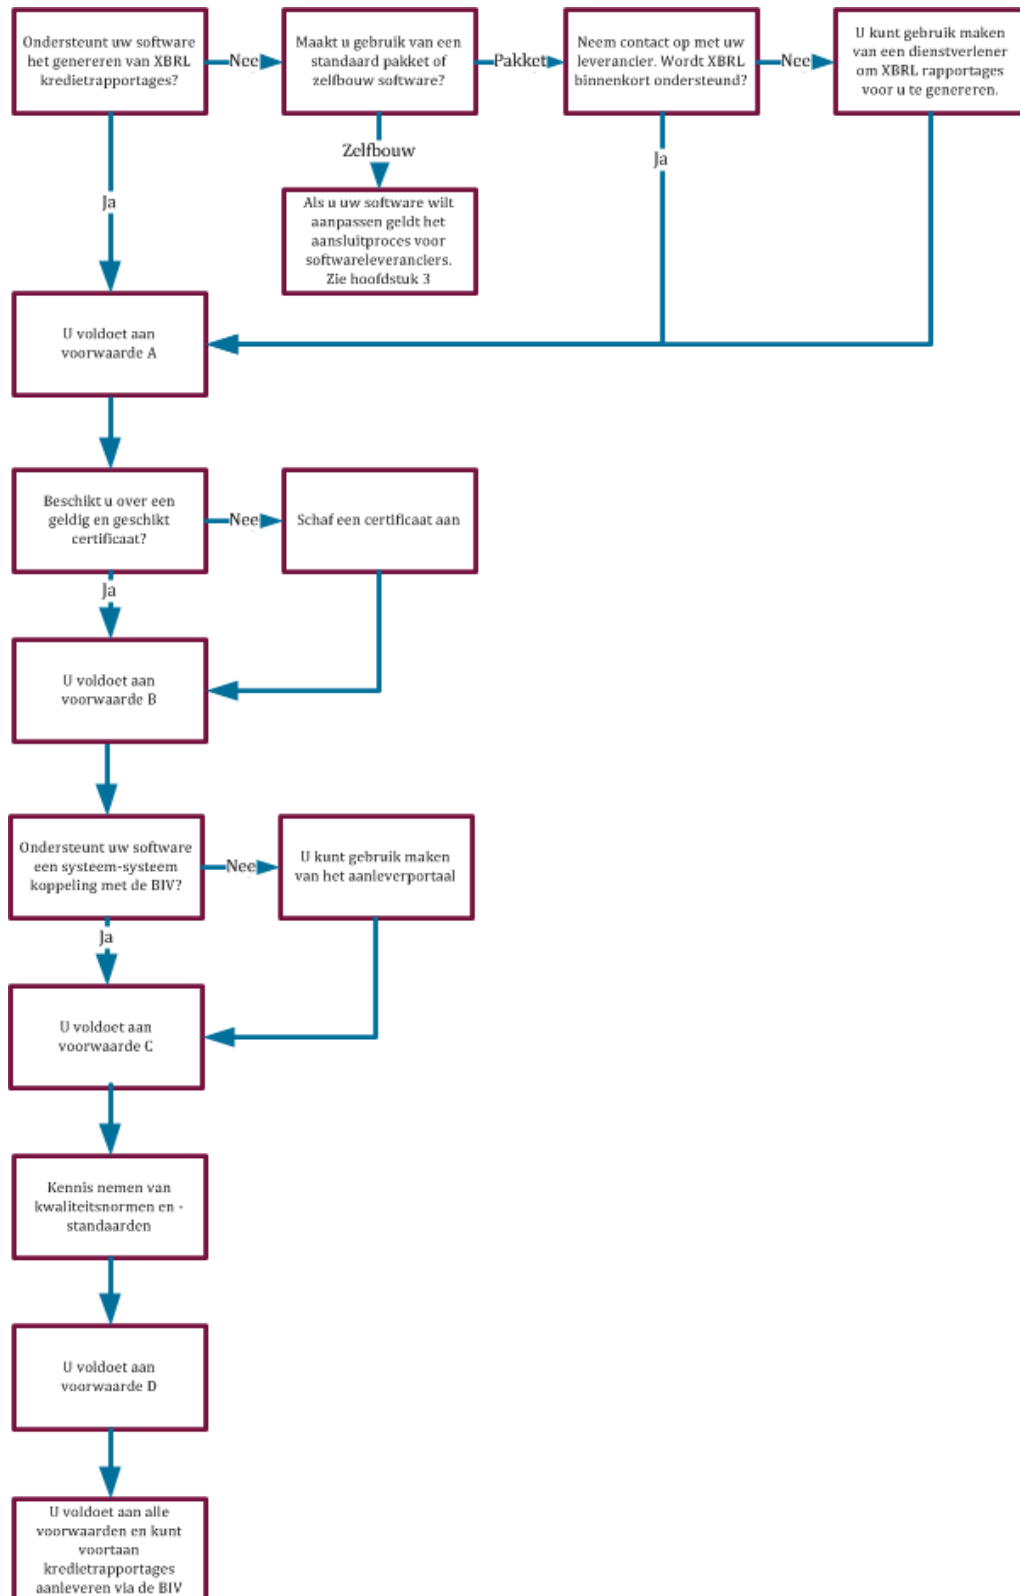 Ondersteunt uw software
het genereren van XBRL
kredietrapportages?
Nee
Maakt u gebruik van een
standaard pakket of
zelfbouw software?
Pakket
Neem contact op met uw
leverancier. Wordt XBRL
binnenkort ondersteund?
Nee
U kunt gebruik maken
van een dienstverlener
om XBRL rapportages
voor u te genereren.
Zelfbouw
Ja
Ja
Als u uw software wilt
aanpassen geldt het
aansluitproces voor
softwareleveranciers.
Zie hoofdstuk 3
U voldoet aan
voorwaarde A
Beschikt u over een
geldig en geschikt
certificaat?
Nee
Schaf een certificaat aan
Ja
U voldoet aan
voorwaarde B
Ondersteunt uw software
een systeem-systeem
koppeling met de BIV?
Nee
U kunt gebruik maken
van het aanleverportaal
Ja
U voldoet aan
voorwaarde C
Kennis nemen van
kwaliteitsnormen en -
standaarden
U voldoet aan
voorwaarde D
U voldoet aan alle
voorwaarden en kunt
voortaan
kredietrapportages
aanleveren via de BIV